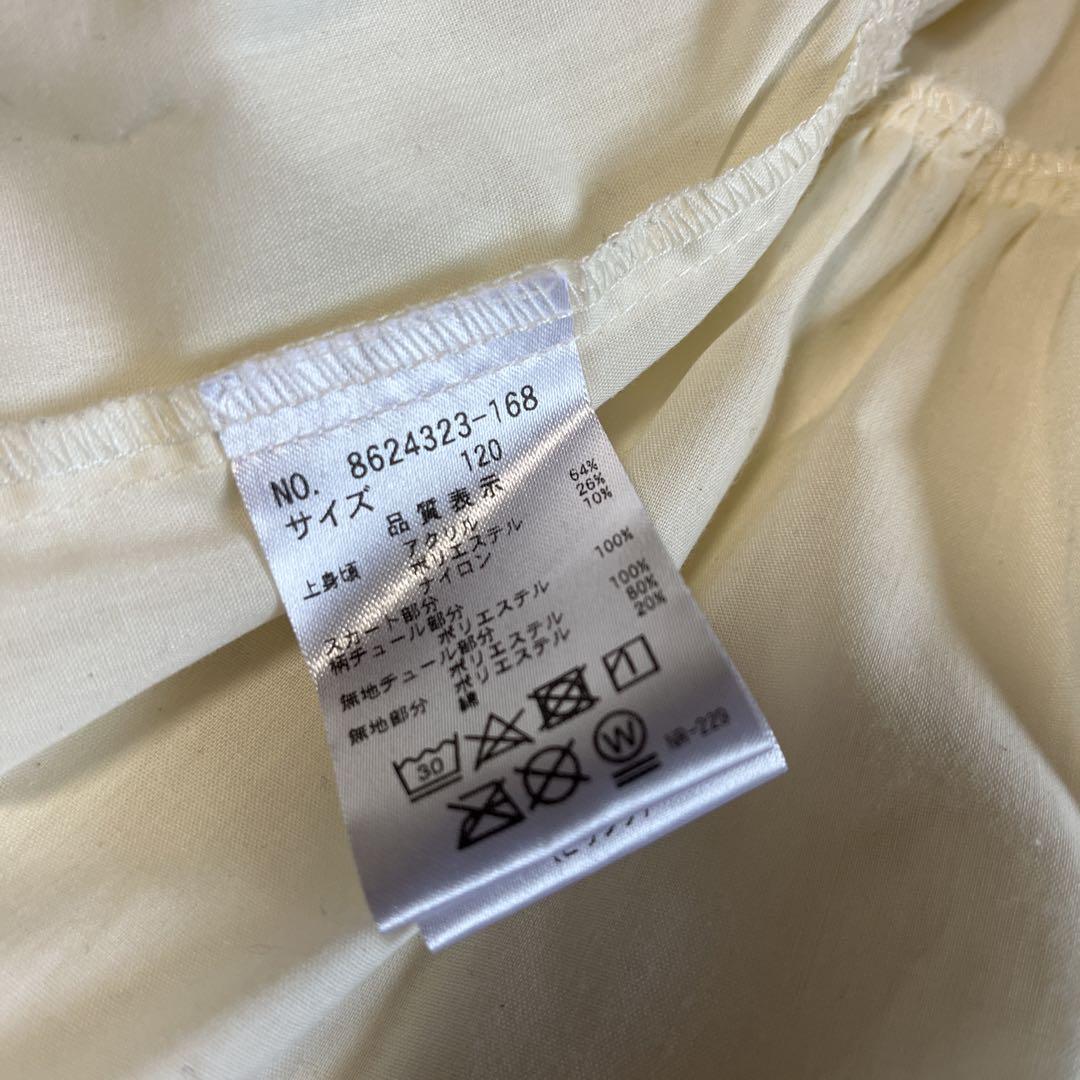 NO. 8624323-168
サイズ 120
品質表示
上身頃 アクリル 64%
ポリエステル 26%
ナイロン 10%
スカート部分
柄チュール部分
ポリエステル 100%
無地チュール部分
ポリエステル 100%
無地部分 ポリエステル 80%
綿 20%
30
W
NR-229